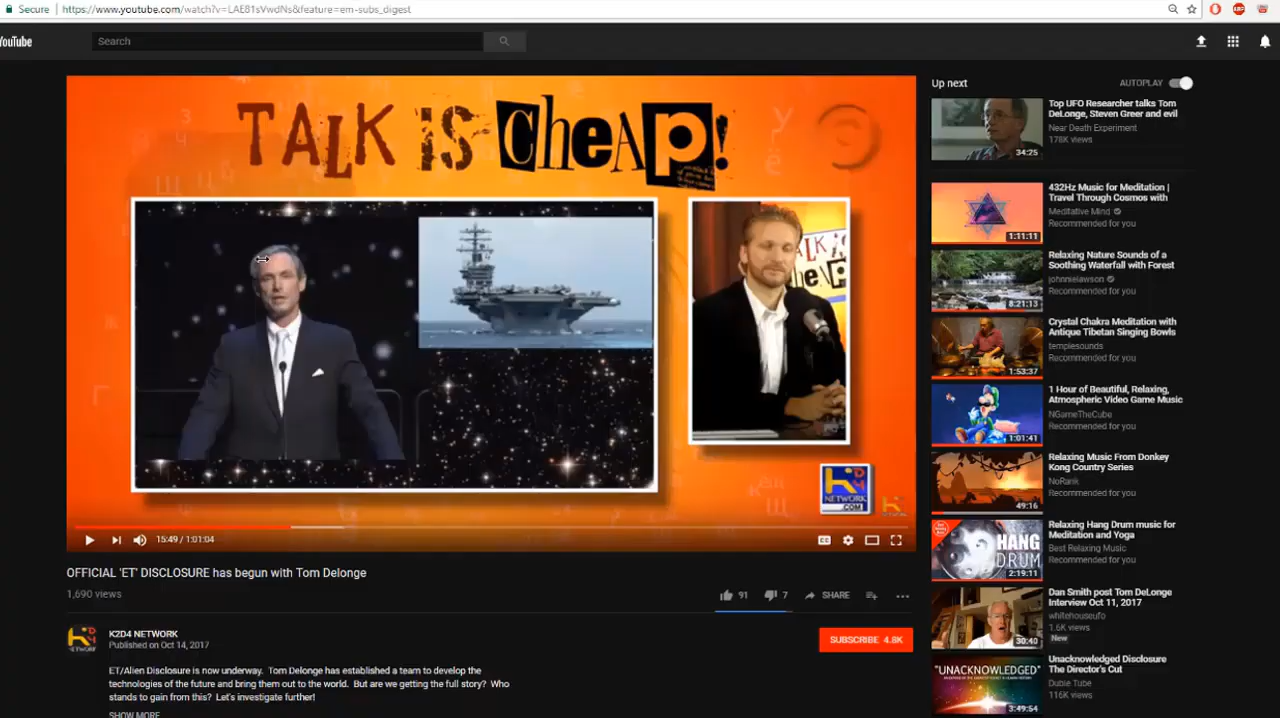 Secure
https://www.youtube.com/watch?v=LAE81sVwdNs&feature=em-subs_digest
YouTube
Search
TALK IS CheAp!
TALK IS
CheAp
KD4
NETWORK
.COM
15:49 / 1:01:04
CC
OFFICIAL 'ET' DISCLOSURE has begun with Tom Delonge
1,690 views
91
7
SHARE
K2D4 NETWORK
Published on Oct 14, 2017
SUBSCRIBE 4.8K
ET/Alien Disclosure is now underway. Tom Delonge has established a team to develop the
technologies of the future and bring them out to the world. But are we getting the full story? Who
stands to gain from this? Let's investigate further!
SHOW MORE
Up next
AUTOPLAY
Top UFO Researcher talks Tom
DeLonge, Steven Greer and evil
Near Death Experiment
178K views
34:25
432Hz Music for Meditation |
Travel Through Cosmos with
Meditative Mind
Recommended for you
1:11:11
Relaxing Nature Sounds of a
Soothing Waterfall with Forest
johnnielawson
Recommended for you
8:21:13
Crystal Chakra Meditation with
Antique Tibetan Singing Bowls
templesounds
Recommended for you
1:53:37
1 Hour of Beautiful, Relaxing,
Atmospheric Video Game Music
NGameTheCube
Recommended for you
1:01:41
Relaxing Music From Donkey
Kong Country Series
NoRank
Recommended for you
49:16
Relaxing Hang Drum music for
Meditation and Yoga
Best Relaxing Music
Recommended for you
HANG
DRUM
2:19:11
Dan Smith post Tom DeLonge
Interview Oct 11, 2017
whitehouseufo
1.6K views
New
30:40
Unacknowledged Disclosure
The Director's Cut
Dubie Tube
116K views
"UNACKNOWLEDGED"
3:49:54